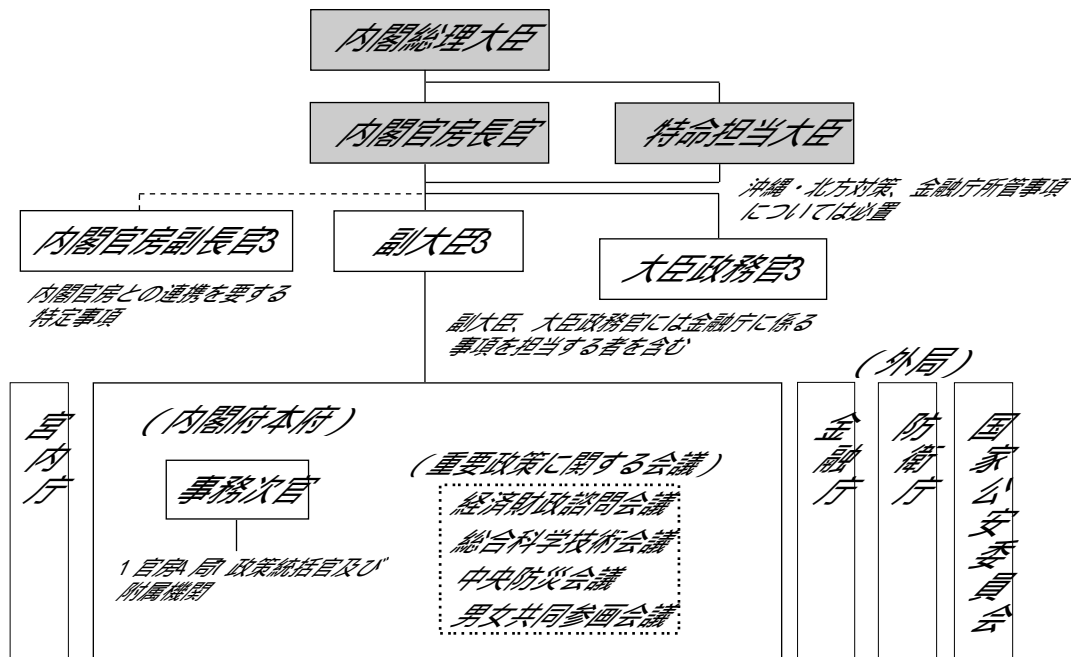 内閣総理大臣
内閣官房長官
特命担当大臣
沖縄・北方対策、金融庁所管事項
については必置
内閣官房副長官3
副大臣3
大臣政務官3
内閣官房との連携を要する
特定事項
副大臣、大臣政務官には金融庁に係る
事項を担当する者を含む
(外局)
宮内庁
(内閣府本府)
事務次官
1官房4局 政策統括官及び
附属機関
(重要政策に関する会議)
経済財政諮問会議
総合科学技術会議
中央防災会議
男女共同参画会議
金融庁
防衛庁
国家公安委員会